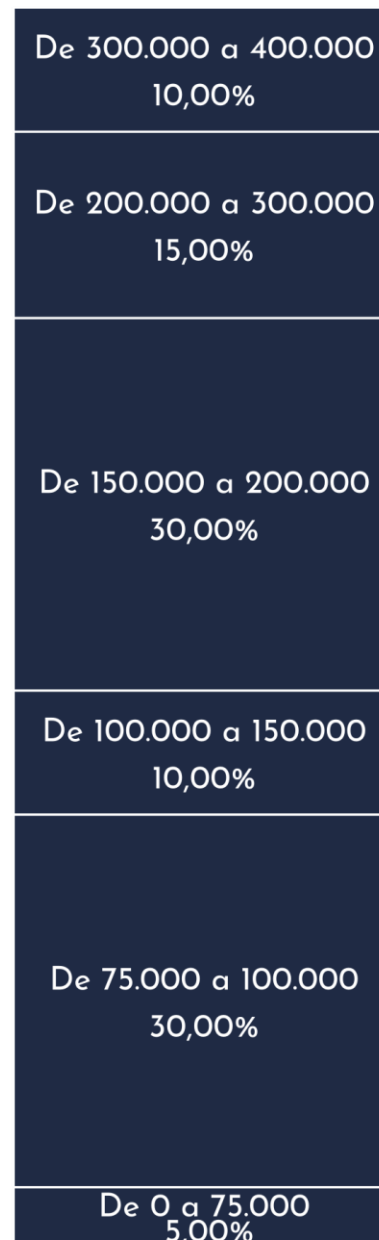 De 300.000 a 400.000
10,00%
De 200.000 a 300.000
15,00%
De 150.000 a 200.000
30,00%
De 100.000 a 150.000
10,00%
De 75.000 a 100.000
30,00%
De 0 a 75.000
5,00%